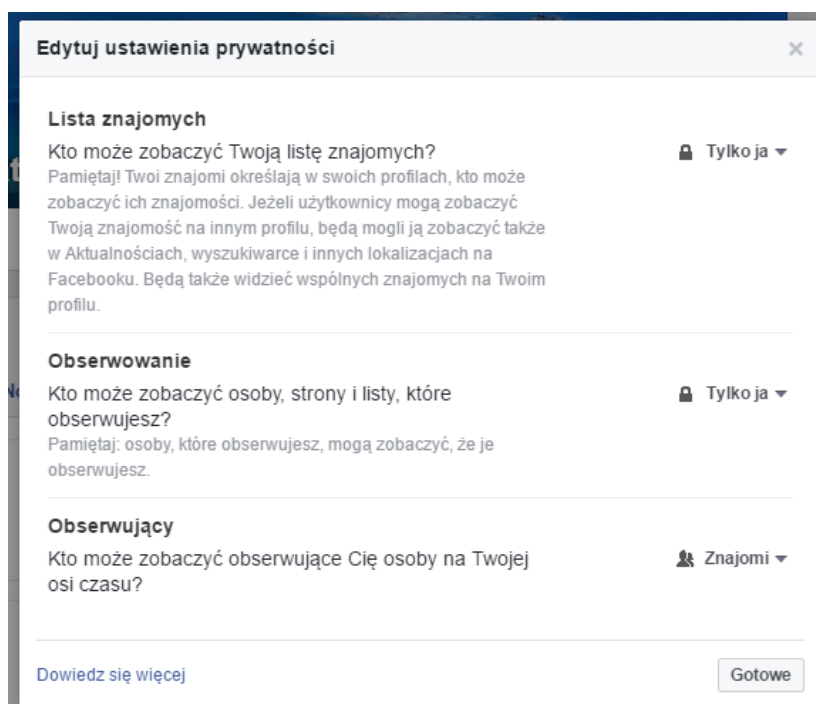 Edytuj ustawienia prywatności
Lista znajomych
Kto może zobaczyć Twoją listę znajomych?
Tylko ja
Pamiętaj! Twoi znajomi określają w swoich profilach, kto może
zobaczyć ich znajomości. Jeżeli użytkownicy mogą zobaczyć
Twoją znajomość na innym profilu, będą mogli ją zobaczyć także
w Aktualnościach, wyszukiwarce i innych lokalizacjach na
Facebooku. Będą także widzieć wspólnych znajomych na Twoim
profilu.
Obserwowanie
Kto może zobaczyć osoby, strony i listy, które
obserwujesz?
Tylko ja
Pamiętaj: osoby, które obserwujesz, mogą zobaczyć, że je
obserwujesz.
Obserwujący
Kto może zobaczyć obserwujące Cię osoby na Twojej
osi czasu?
Znajomi
Dowiedz się więcej
Gotowe